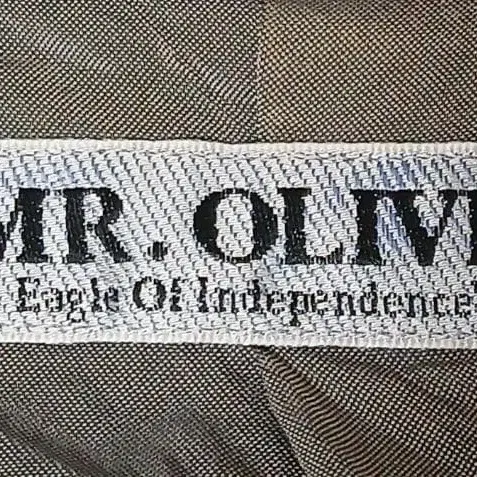 MR. OLIV
Eagle Of Independence